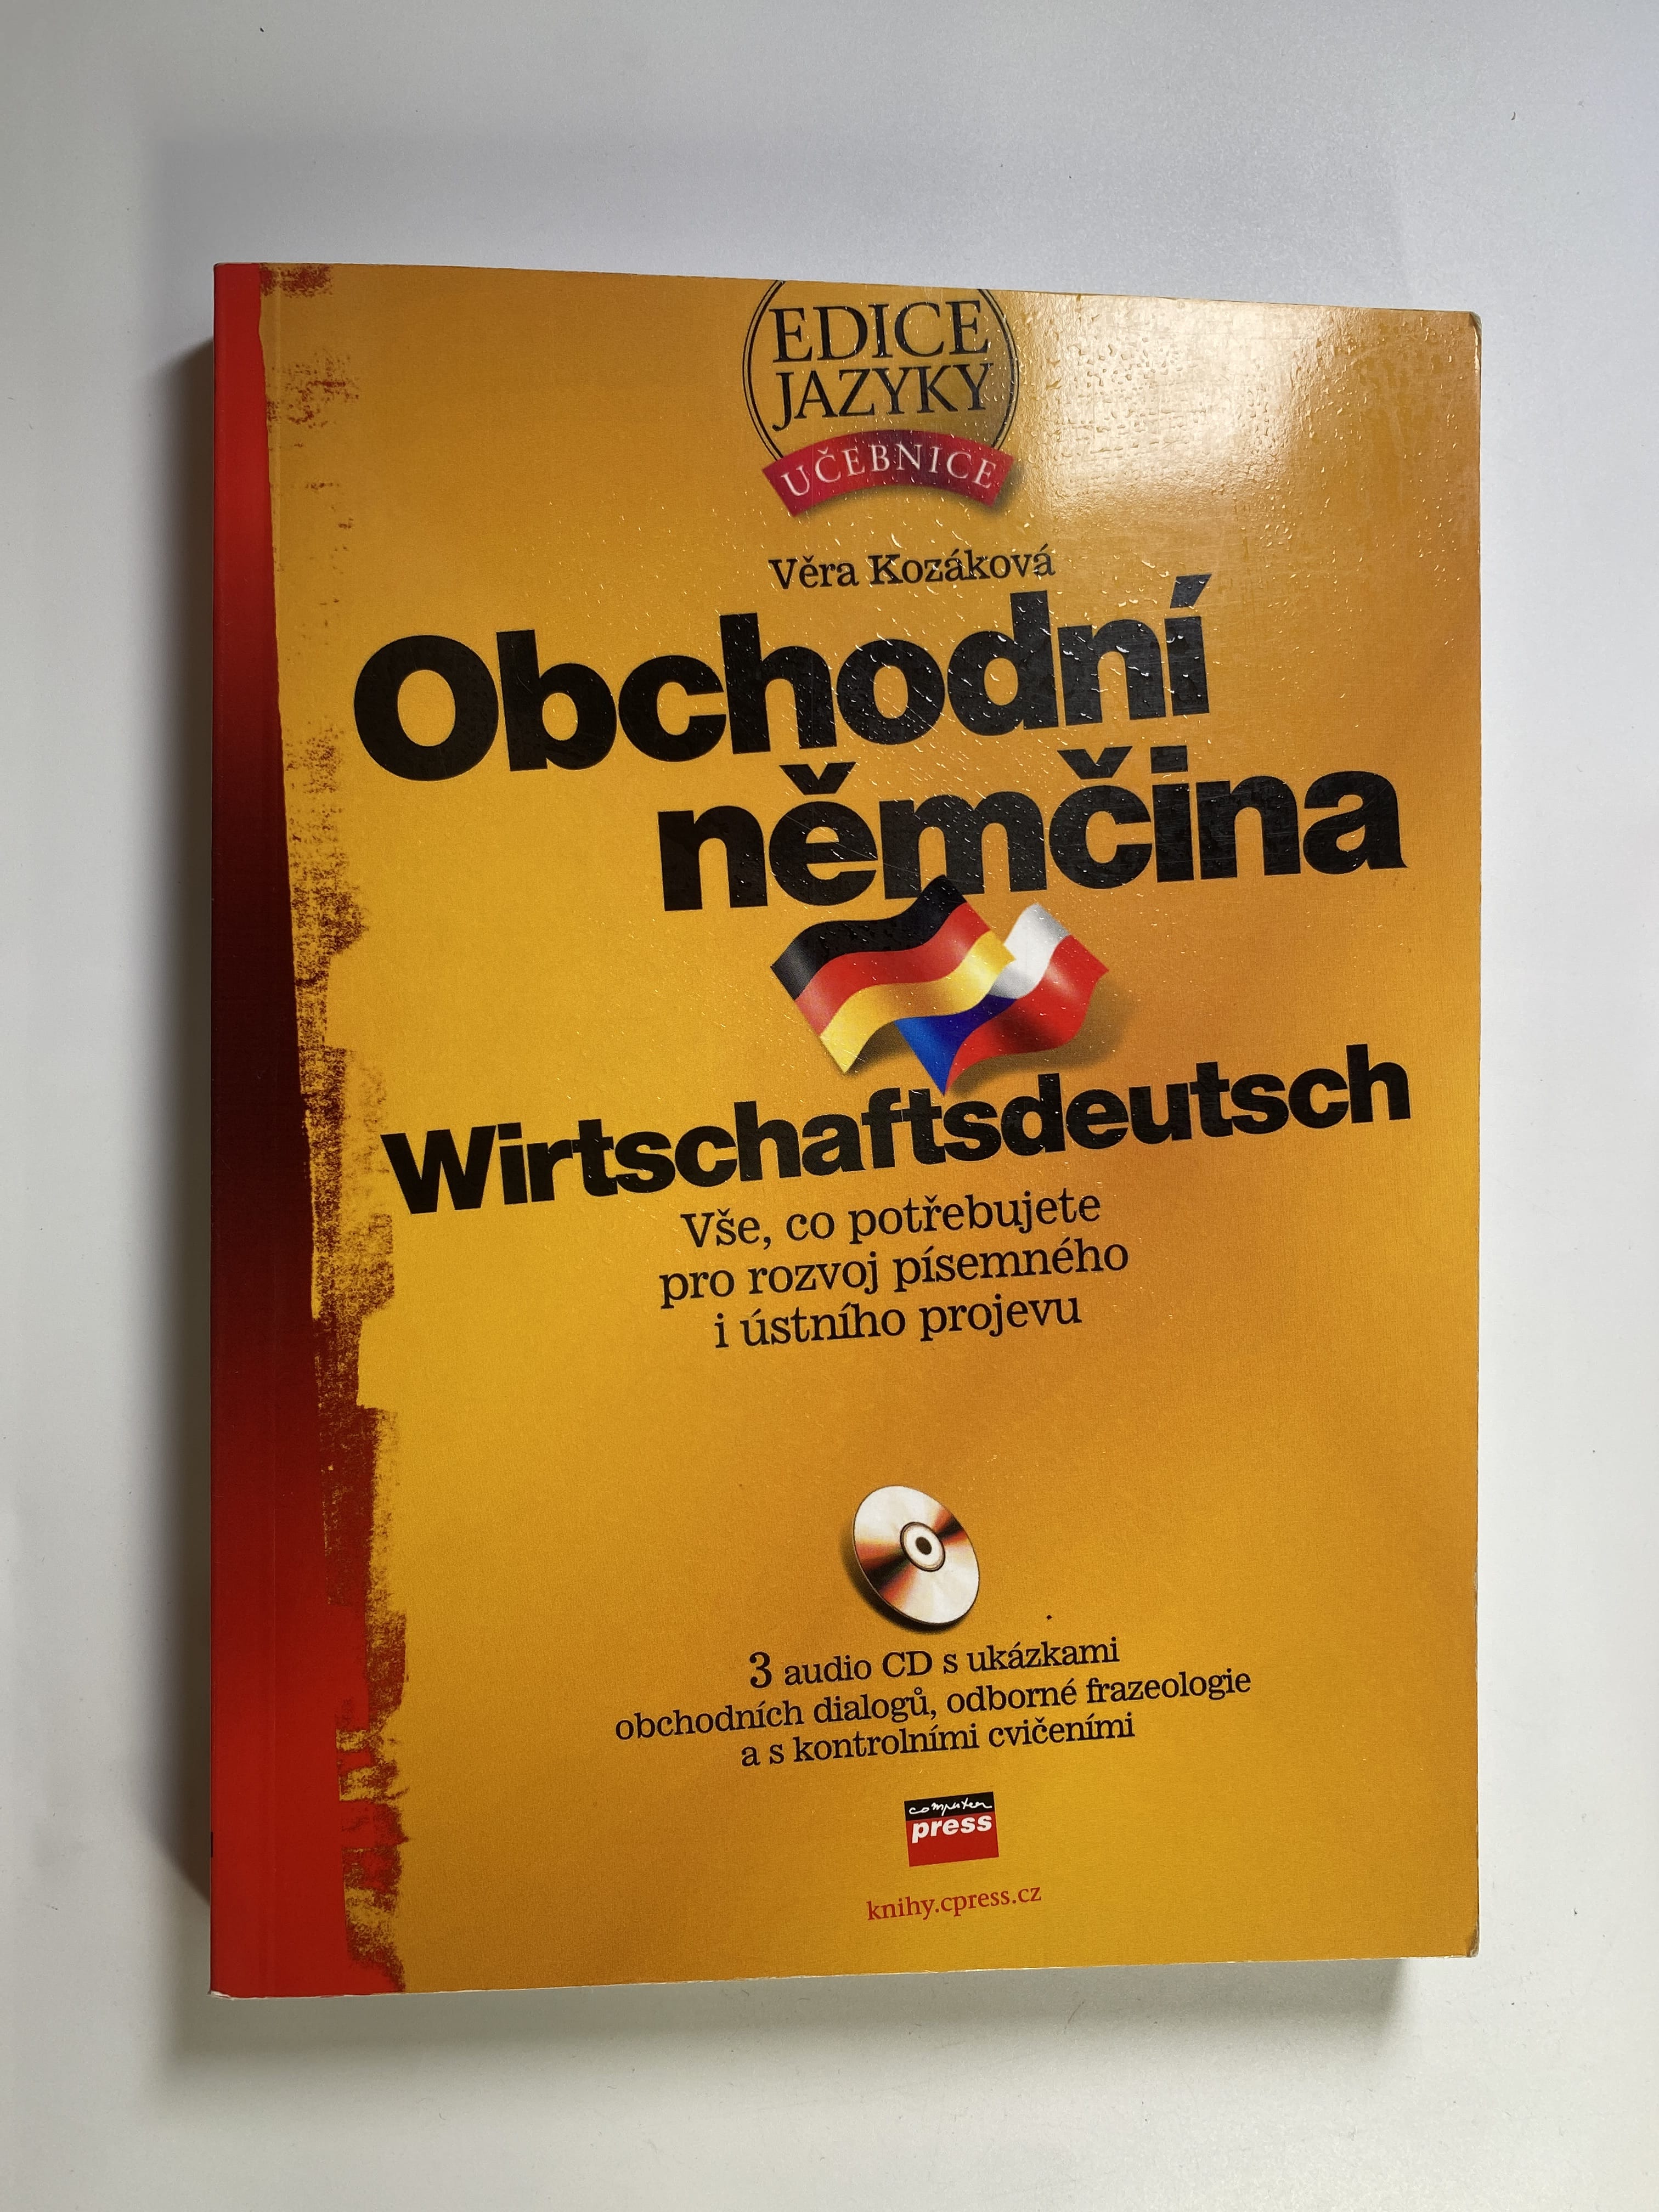 EDICE
JAZYKY
UČEBNICE
Věra Kozáková
Obchodní
němčina
Wirtschaftsdeutsch
Vše, co potřebujete
pro rozvoj písemného
i ústního projevu
3 audio CD s ukázkami
obchodních dialogů, odborné frazeologie
a s kontrolními cvičeními
computer
press
knihy.cpress.cz